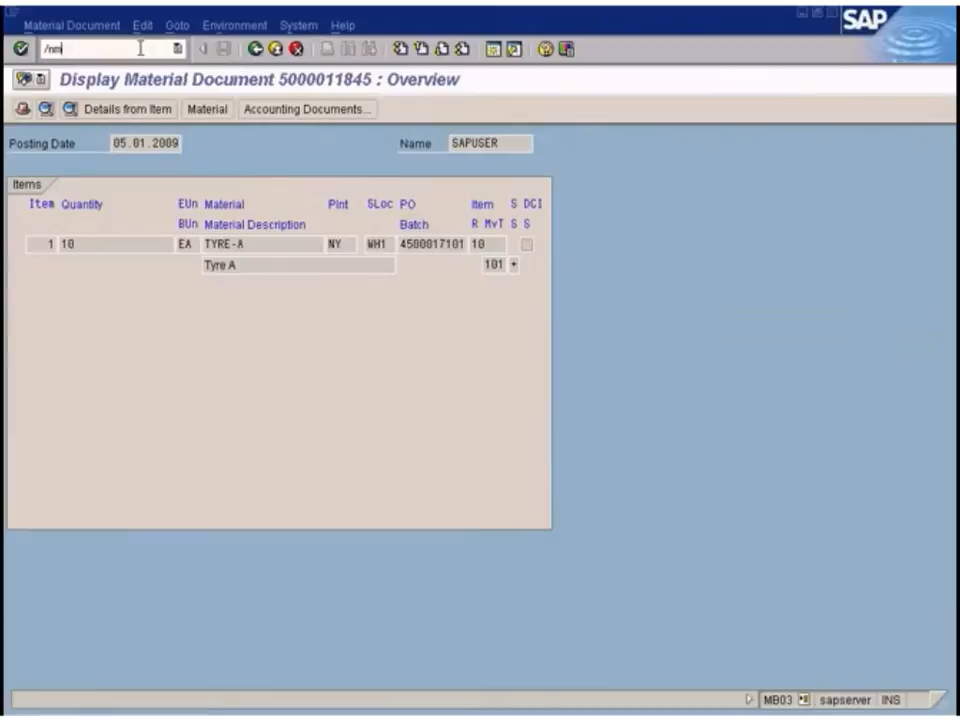 Material Document Edit Goto Environment System Help
SAP
/nm
Display Material Document 5000011845 : Overview
Details from Item Material Accounting Documents...
Posting Date 05.01.2009 Name SAPUSER
Items
Item Quantity EUn Material Plnt SLoc PO Item S DCI
BUn Material Description Batch R MvT S S
1 10 EA TYRE-A NY WH1 4500017101 10
Tyre A 101 +
MB03 sapserver INS